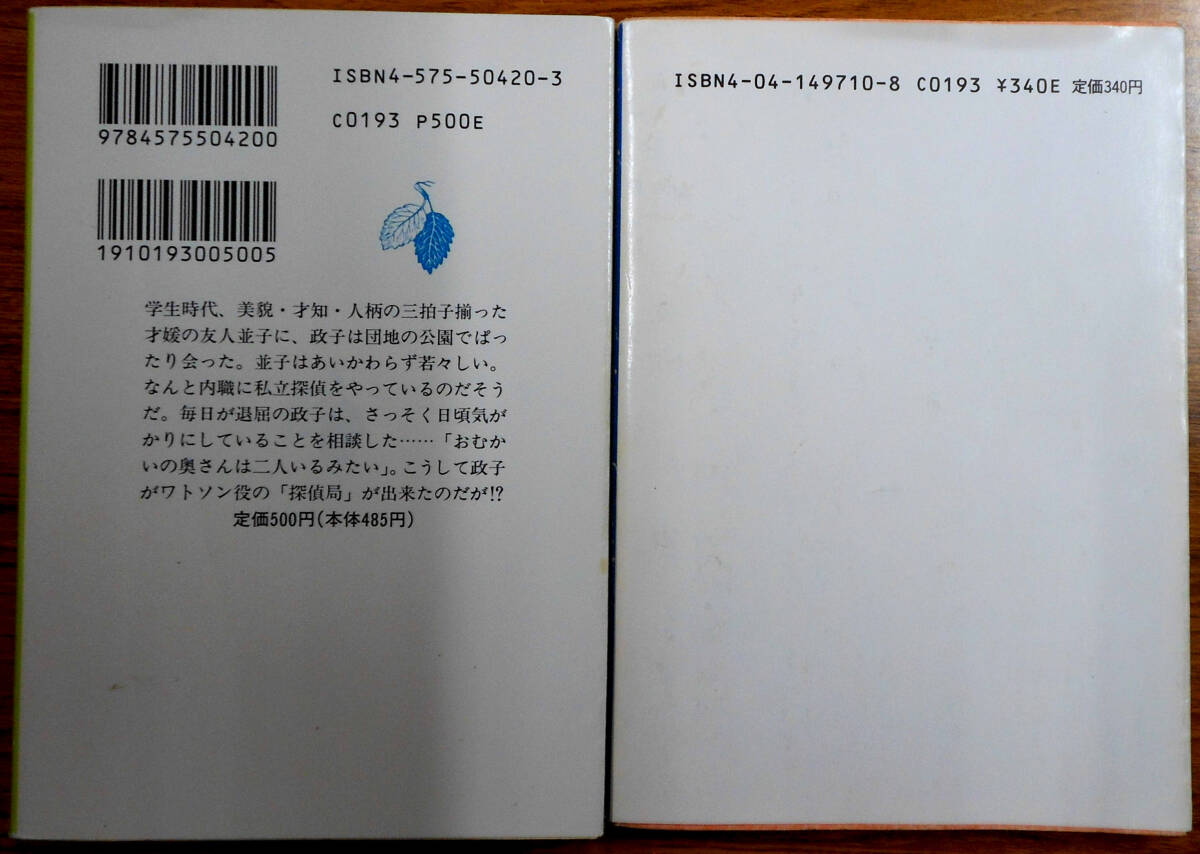 ISBN4-575-50420-3
C0193 P500E
9784575504200
1910193005005
学生時代、美貌・才知・人柄の三拍子揃った
才媛の友人並子に、政子は団地の公園でばっ
たり会った。並子はあいかわらず若々しい。
なんと内職に私立探偵をやっているのだそう
だ。毎日が退屈の政子は、さっそく日頃気が
かりにしていることを相談した……「おむか
いの奥さんは二人いるみたい」。こうして政子
がワトソン役の「探偵局」が出来たのだが!?
定価500円(本体485円)
ISBN4-04-149710-8 C0193 ¥340E 定価340円